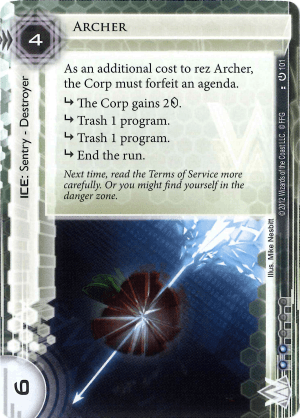 4
ARCHER
ICE: Sentry - Destroyer
As an additional cost to rez Archer,
the Corp must forfeit an agenda.
↳ The Corp gains 2
↳ Trash 1 program.
↳ Trash 1 program.
↳ End the run.
Next time, read the Terms of Service more
carefully. Or you might find yourself in the
danger zone.
101
© 2012 Wizards of the Coast LLC. © FFG
Illus. Mike Nesbitt
6